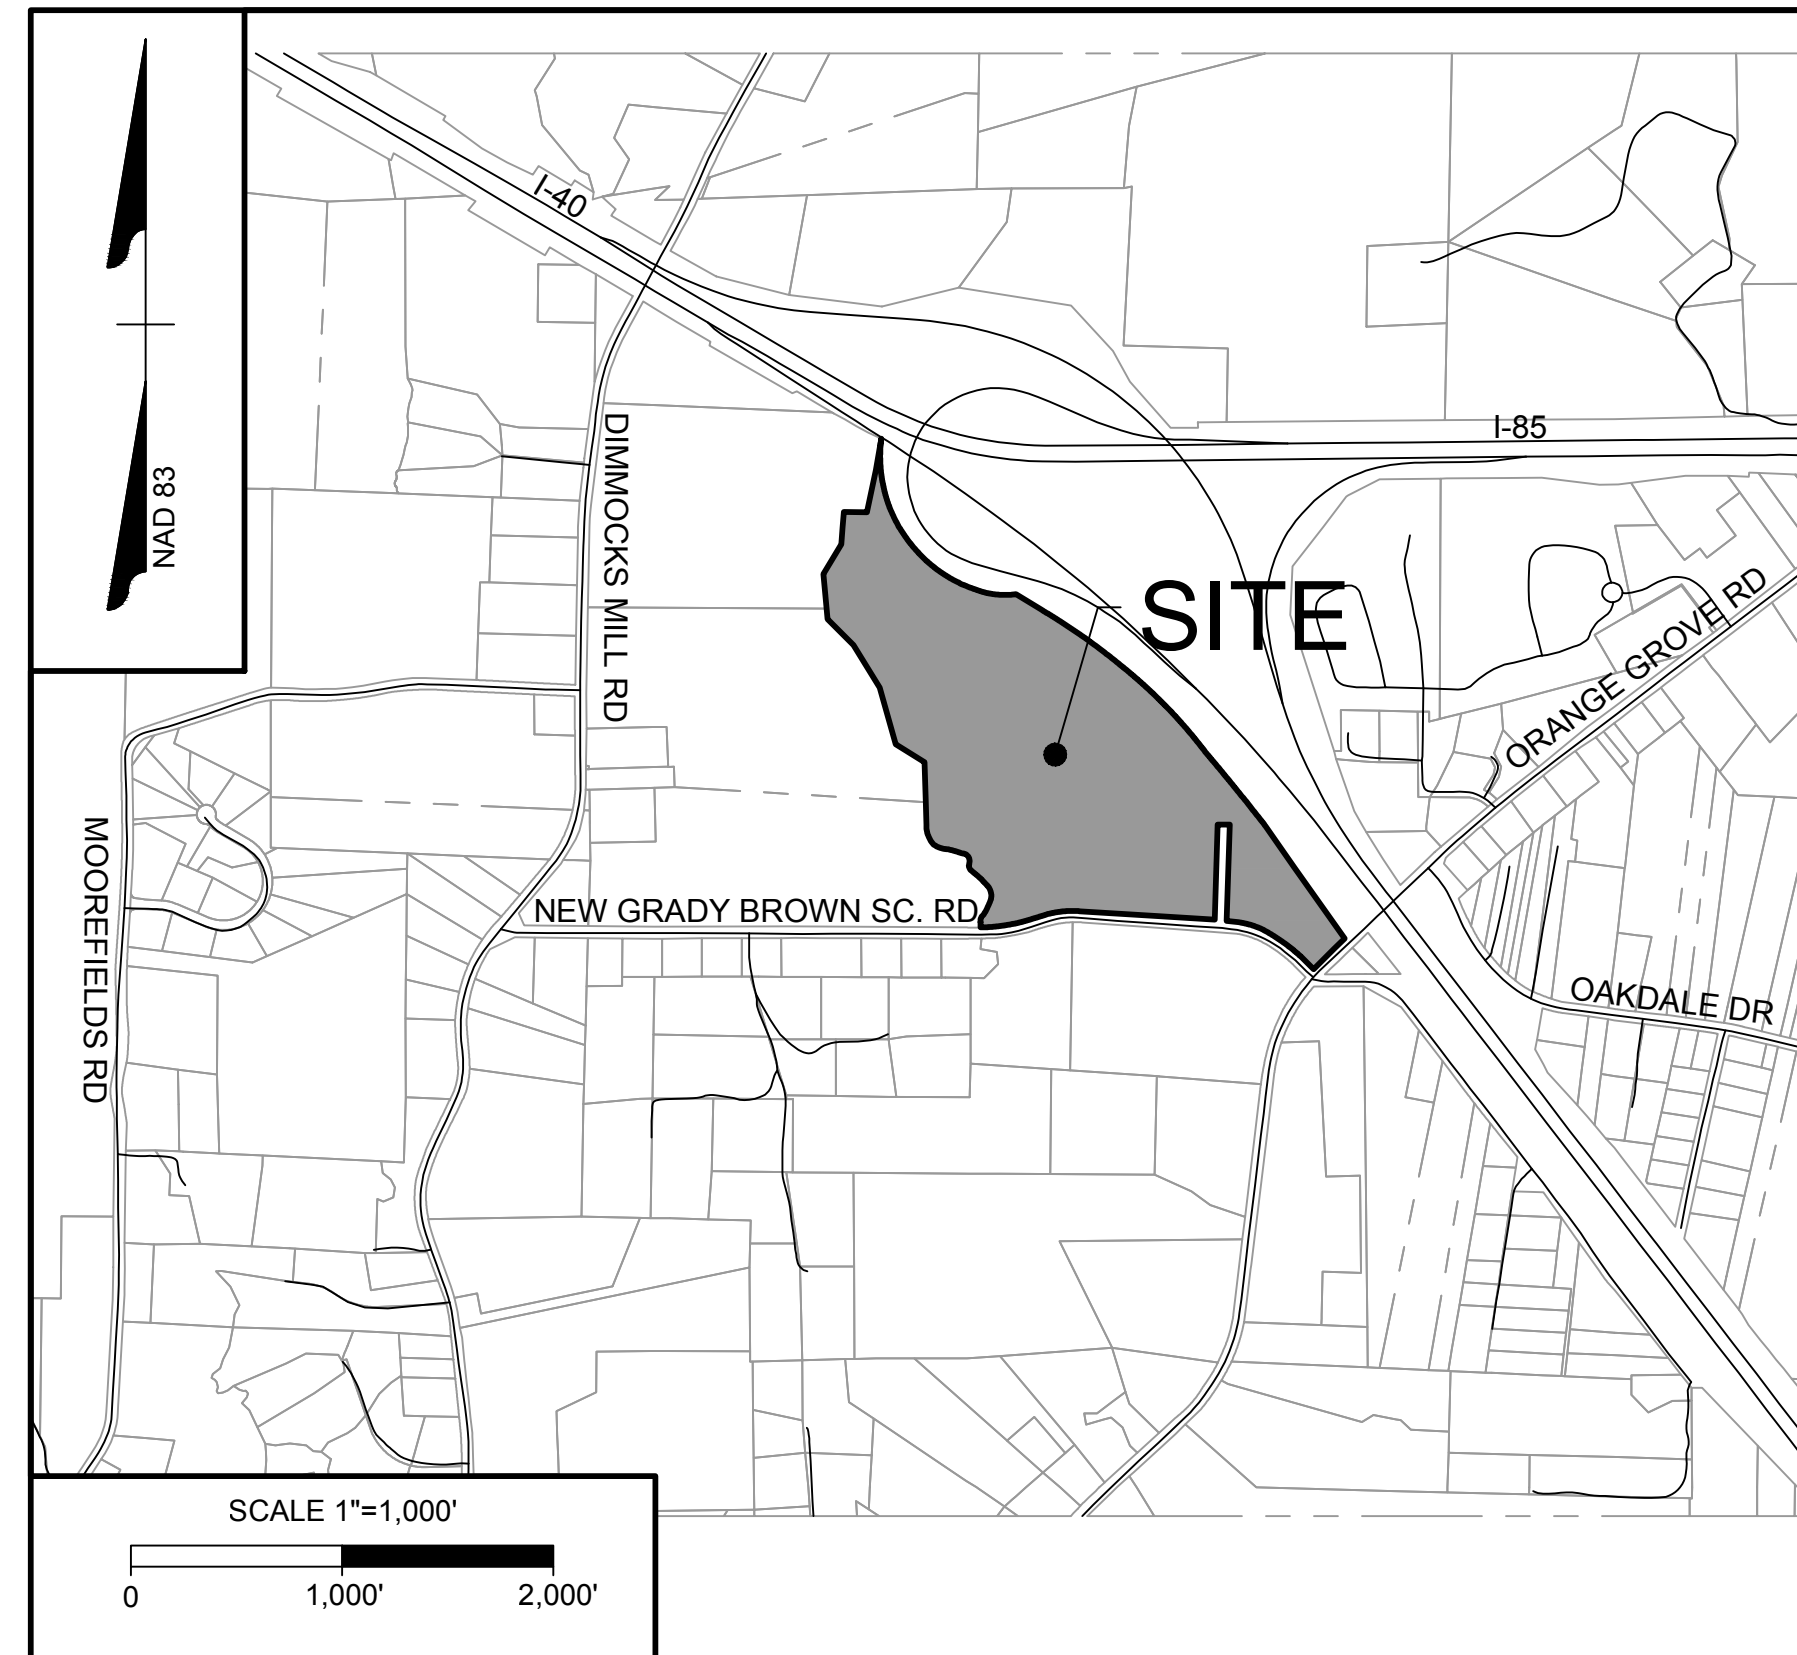 I-40
I-85
NAD 83
DIMMOCKS MILL RD
SITE
ORANGE GROVE RD
MOOREFIELDS RD
NEW GRADY BROWN SC. RD
OAKDALE DR
SCALE 1"=1,000'
0 1,000' 2,000'